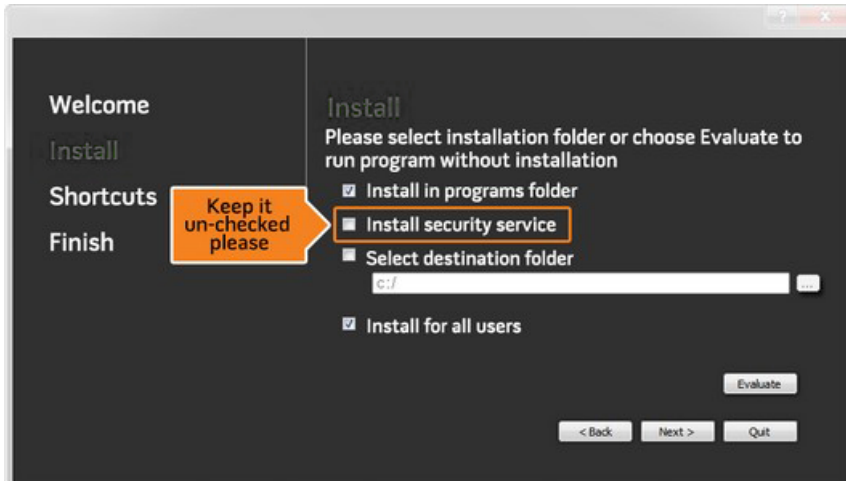 Welcome
Install
Shortcuts
Finish
Keep it
un-checked
please
Install
Please select installation folder or choose Evaluate to
run program without installation
Install in programs folder
Install security service
Select destination folder
c:/
...
Install for all users
Evaluate
< Back
Next >
Quit